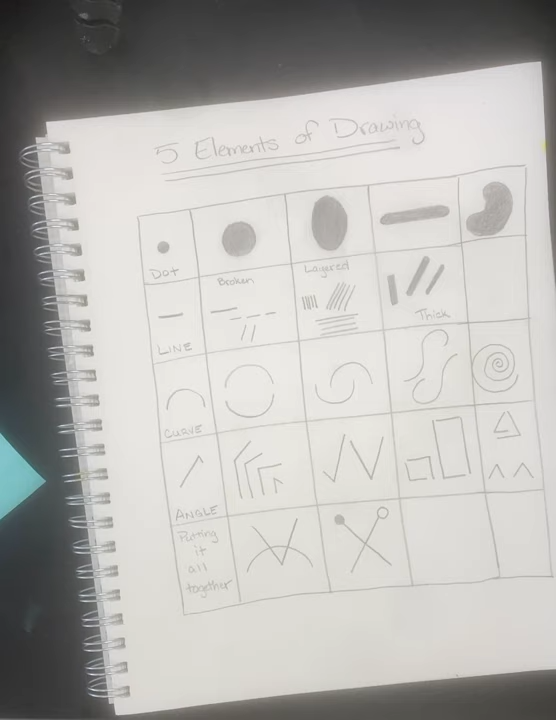 5 Elements of Drawing
DOT
Broken
Layered
Thick
LINE
CURVE
ANGLE
Putting
it
all
together